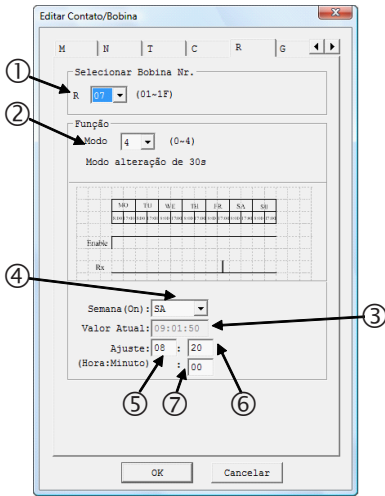 Editar Contato/Bobina
M N T C R G
Selecionar Bobina Nr.
① R 07 (01~1F)
Função
② Modo 4 (0~4)
Modo alteração de 30s
MO TU WE TH FR SA SU
Enable
Rx
④
Semana(On): SA
Valor Atual: 09:01:50 ③
Ajuste: 08 : 20
(Hora:Minuto) : 00
⑤ ⑦ ⑥
OK Cancelar